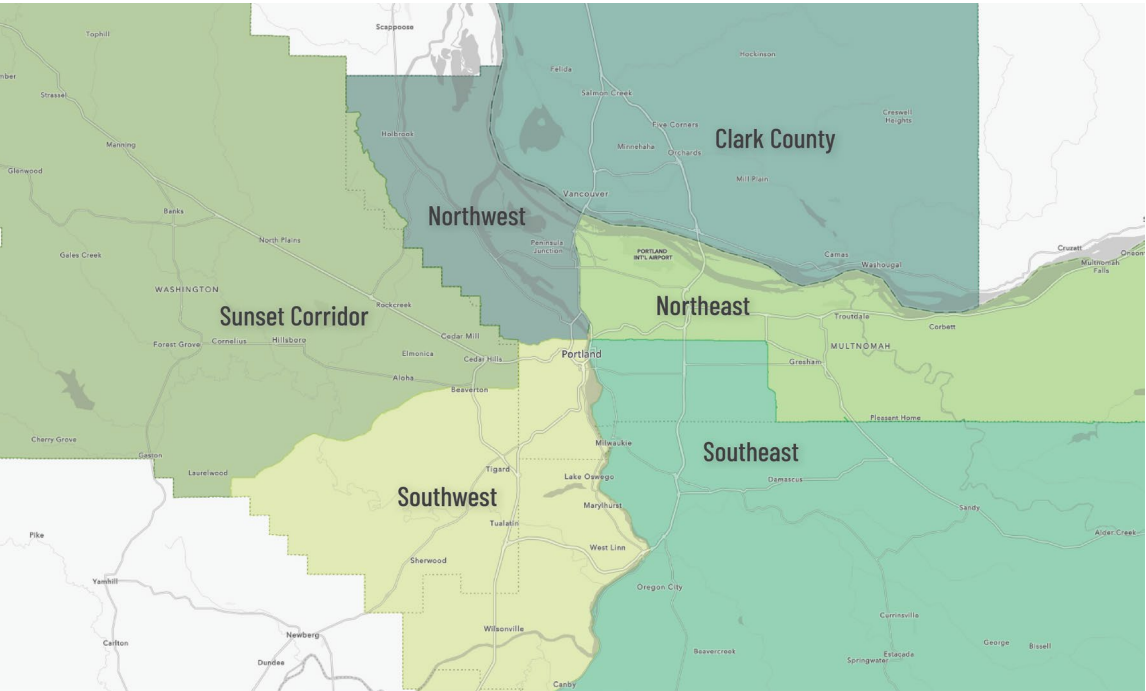 Scappoose
Tophill
Hockinson
Felida
mber
Strassel
Salmon Creek
Creswell
Heights
Five Corners
Holbrook
Clark County
Manning
Minnehaha
Orchards
Glenwood
Mill Plain
Vancouver
Banks
Northwest
North Plains
Peninsula
Junction
Cruzatt
Gales Creek
PORTLAND
INT'L AIRPORT
Camas
Washougal
Multnomah
Falls
WASHINGTON
Rockcreek
Northeast
Sunset Corridor
Troutdale
Corbett
Cedar Mill
Forest Grove
Cornelius
Hillsboro
MULTNOMAH
Elmonica
Cedar Hills
Portland
Gresham
Aloha
Beaverton
Pleasant Home
Cherry Grove
Milwaukie
Gaston
Southeast
Laurelwood
Tigard
Lake Oswego
Damascus
Southwest
Marylhurst
Sandy
Tualatin
Pike
Alder Creek
West Linn
Sherwood
Yamhill
Oregon City
Currinsville
Wilsonville
Newberg
Carlton
George
Bissell
Beavercreek
Estacada
Springwater
Dundee
Canby